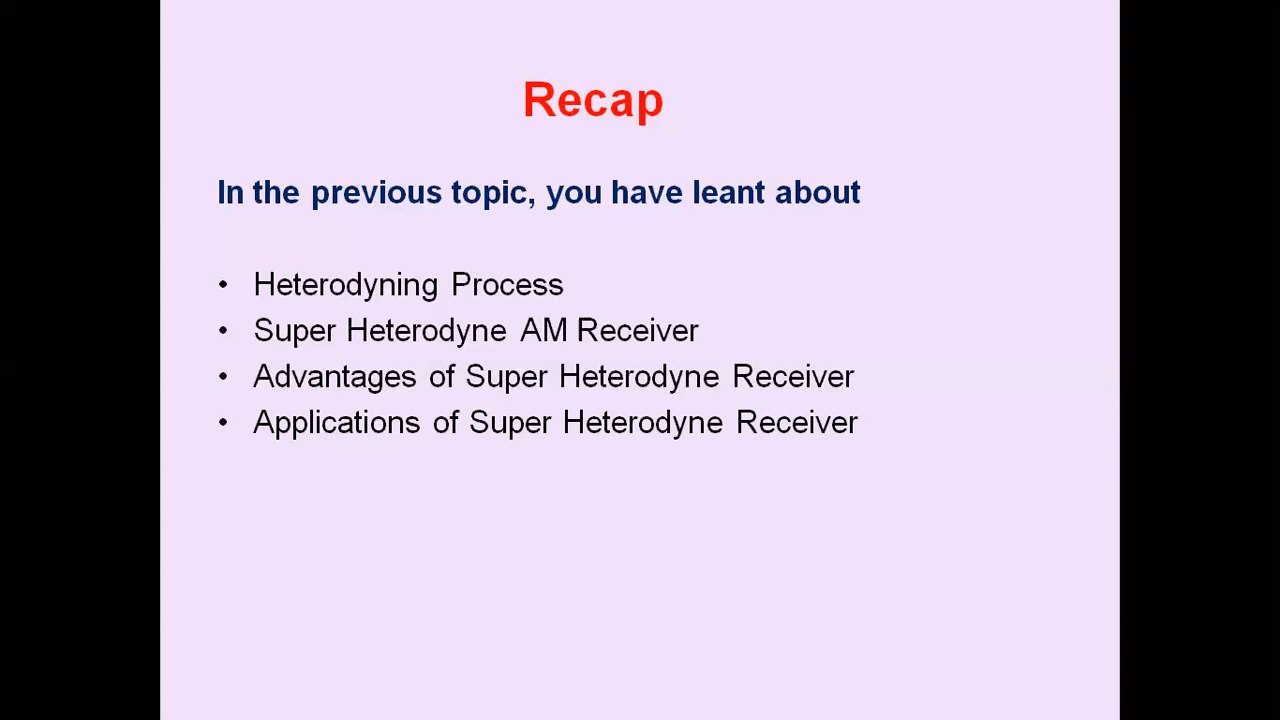 Recap
In the previous topic, you have leant about
• Heterodyning Process
• Super Heterodyne AM Receiver
• Advantages of Super Heterodyne Receiver
• Applications of Super Heterodyne Receiver